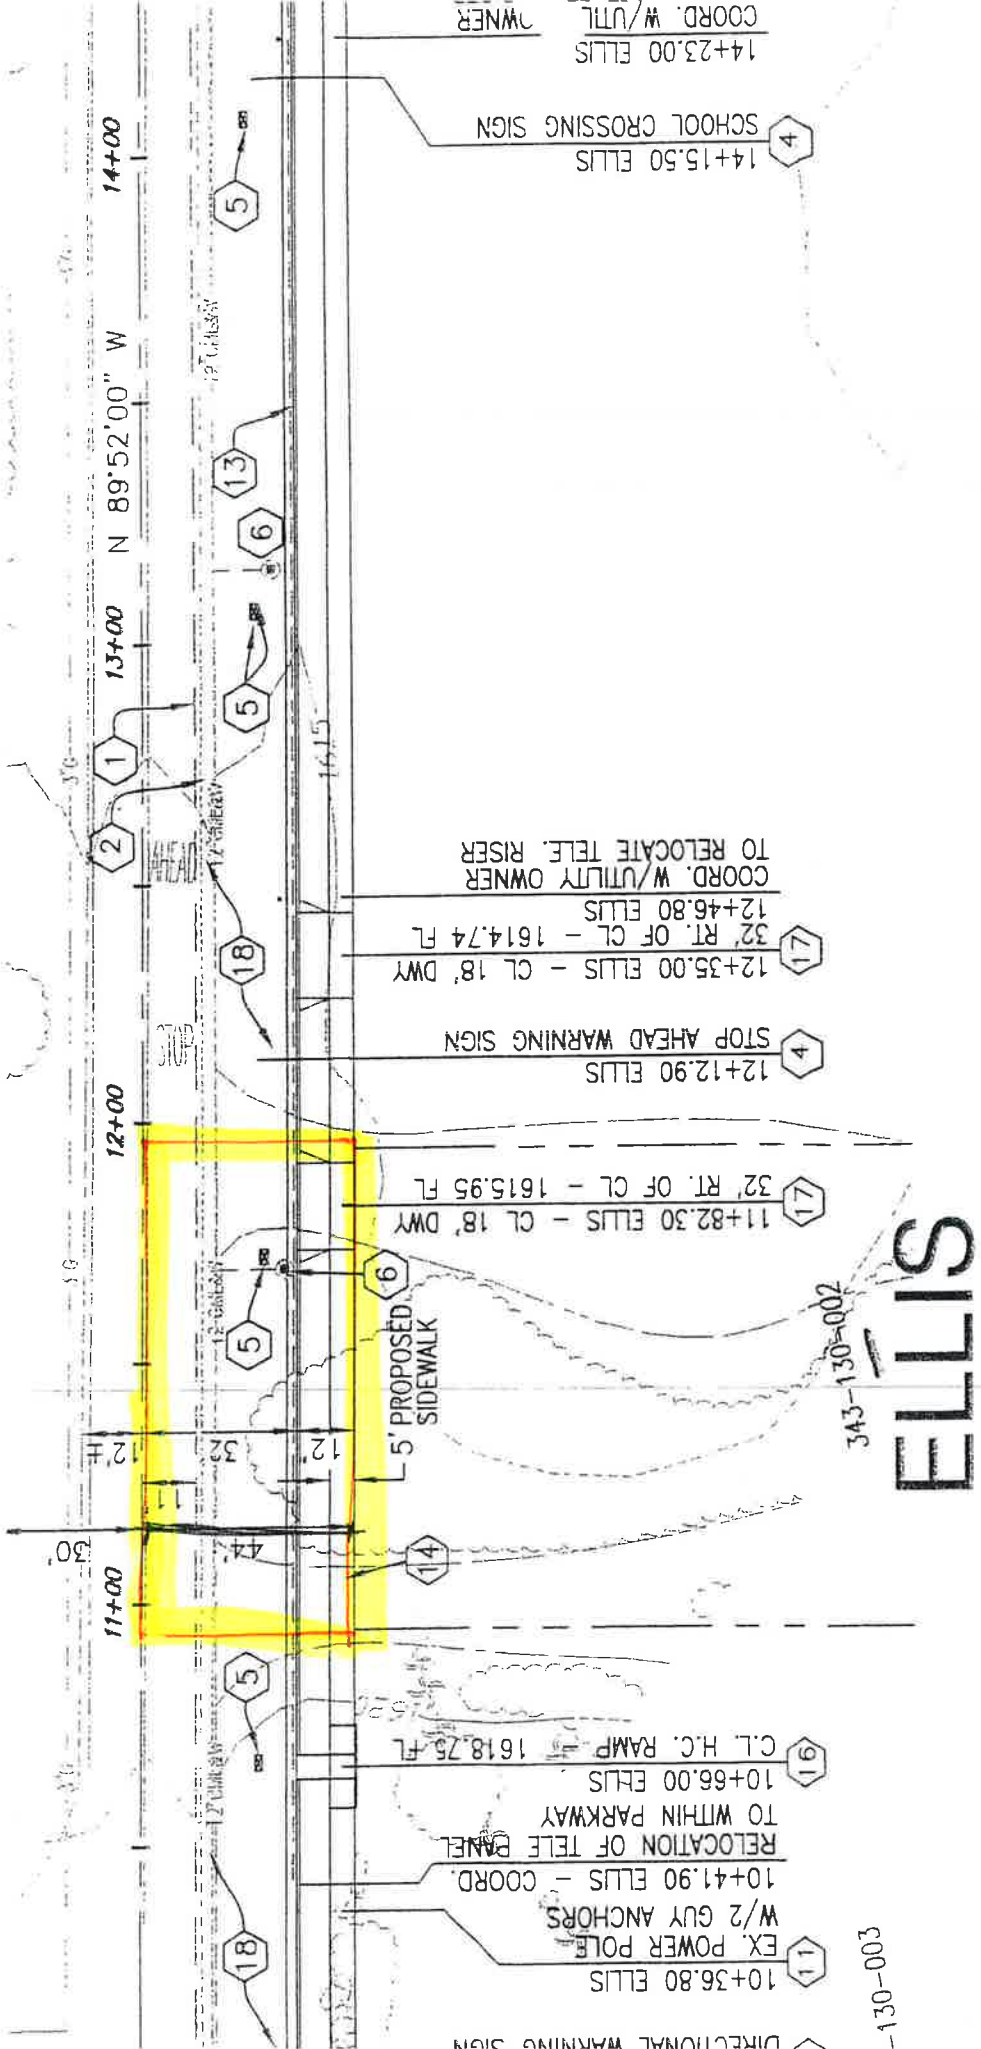 14+23.00 ELLIS
COORD. W/UTIL OWNER
4
14+15.50 ELLIS
SCHOOL CROSSING SIGN
17
12+35.00 ELLIS - CL 18' DWY
32' RT. OF CL - 1614.74 FL
12+46.80 ELLIS
COORD. W/UTILITY OWNER
TO RELOCATE TELE. RISER
4
12+12.90 ELLIS
STOP AHEAD WARNING SIGN
17
11+82.30 ELLIS - CL 18' DWY
32' RT. OF CL - 1615.95 FL
16
10+66.00 ELLIS
C.L. H.C. RAMP - 1618.75 FL
10+41.90 ELLIS - COORD.
RELOCATION OF TELE PANEL
TO WITHIN PARKWAY
11
10+36.80 ELLIS
EX. POWER POLE
W/2 GUY ANCHORS
DIRECTIONAL WARNING SIGN
14+00
13+00
12+00
11+00
N 89°52'00" W
5
13
6
5
1
2
18
AHEAD
STOP
1615
5
6
5' PROPOSED
SIDEWALK
14
12'±
32'
12'
11'
44'
30'
5
18
343-130-002
-130-003
ELLIS